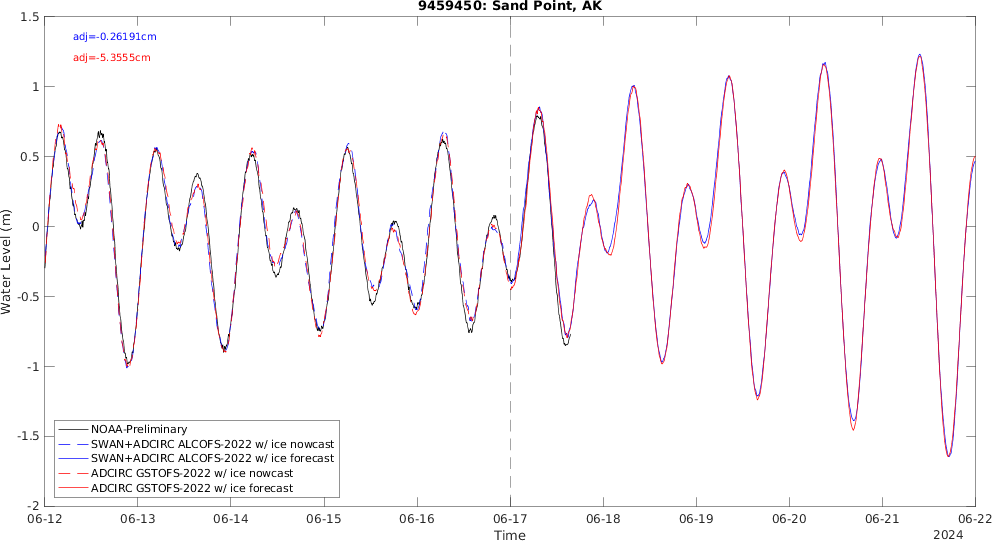 9459450: Sand Point, AK
adj=-0.26191cm
adj=-5.3555cm
Water Level (m)
1.5
1
0.5
0
-0.5
-1
-1.5
-2
NOAA-Preliminary
SWAN+ADCIRC ALCOFS-2022 w/ ice nowcast
SWAN+ADCIRC ALCOFS-2022 w/ ice forecast
ADCIRC GSTOFS-2022 w/ ice nowcast
ADCIRC GSTOFS-2022 w/ ice forecast
06-12 06-13 06-14 06-15 06-16 06-17 06-18 06-19 06-20 06-21 06-22
Time
2024